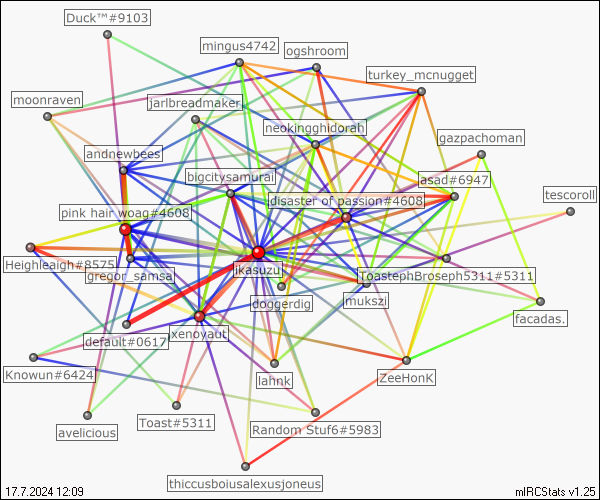 Duck™#9103
mingus4742
ogshroom
turkey_mcnugget
moonraven
jarlbreadmaker
neokingghidorah
gazpachoman
andnewbees
bigcitysamurai
asad#6947
disaster of passion#4608
tescoroll
pink hair woag#4608
Heighleaigh#8575
gregor_samsa
ikasuzu
roastephBroseph5311#5311
doggerdig
mukszi
facadas.
default#0617
xenoyaut
Knowun#6424
lahnk
ZeeHonK
avelicious
Toast#5311
Random Stuf6#5983
thiccusboiusalexusjoneus
17.7.2024 12:09
mIRCStats v1.25